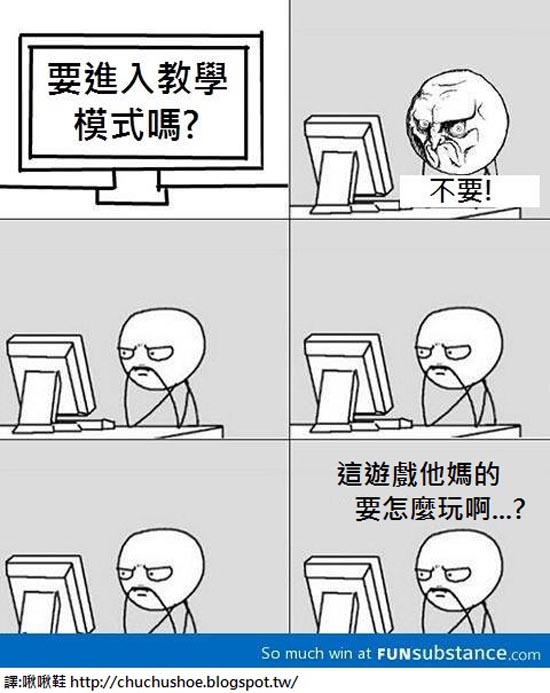 要進入教學
模式嗎?
不要!
這遊戲他媽的
要怎麼玩啊...?
So much win at FUNsubstance.com
譯:啾啾鞋 http://chuchushoe.blogspot.tw/